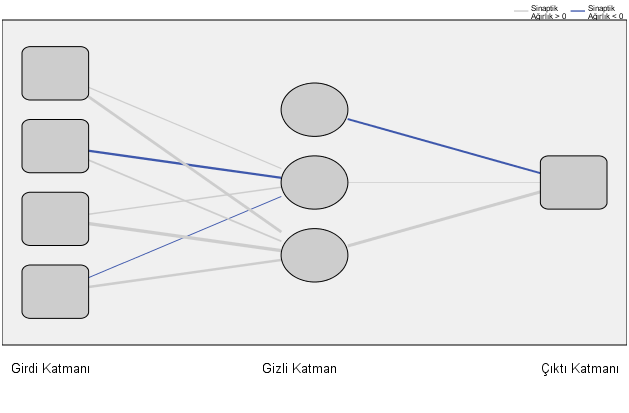 Sinaptik Sinaptik
Ağırlık > 0 Ağırlık < 0
Girdi Katmanı Gizli Katman Çıktı Katmanı